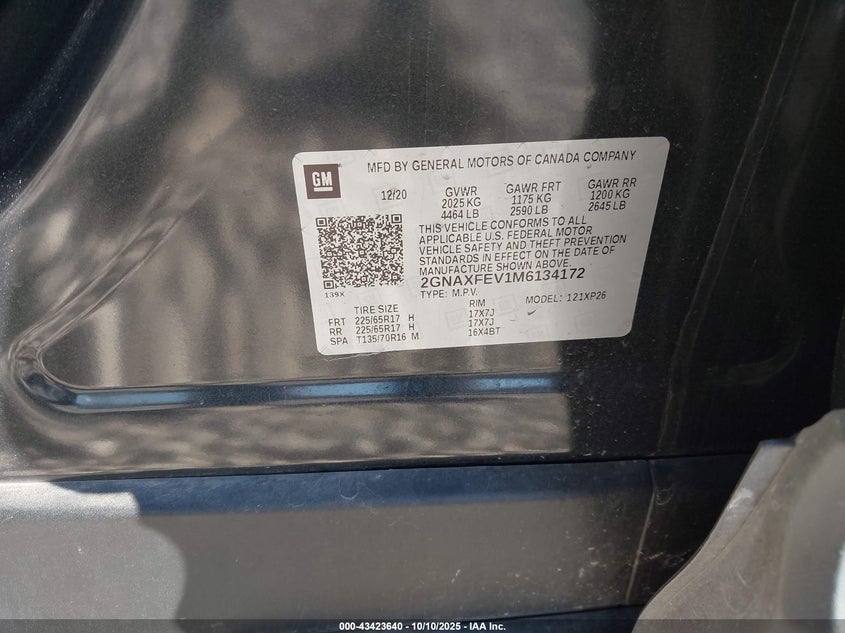 MFD BY GENERAL MOTORS OF CANADA COMPANY
GM
12/20 GVWR GAWR FRT GAWR RR
2025 KG 1175 KG 1200 KG
4464 LB 2590 LB 2645 LB
THIS VEHICLE CONFORMS TO ALL
APPLICABLE U.S. FEDERAL MOTOR
VEHICLE SAFETY AND THEFT PREVENTION
STANDARDS IN EFFECT ON THE DATE OF
MANUFACTURE SHOWN ABOVE.
2GNAXFEV1M6134172
139X
TYPE: M.P.V. MODEL: 121XP26
TIRE SIZE RIM
FRT 225/65R17 H 17X7J
RR 225/65R17 H 17X7J
SPA T135/70R16 M 16X4BT
000-43423640 - 10/10/2025 - IAA Inc.